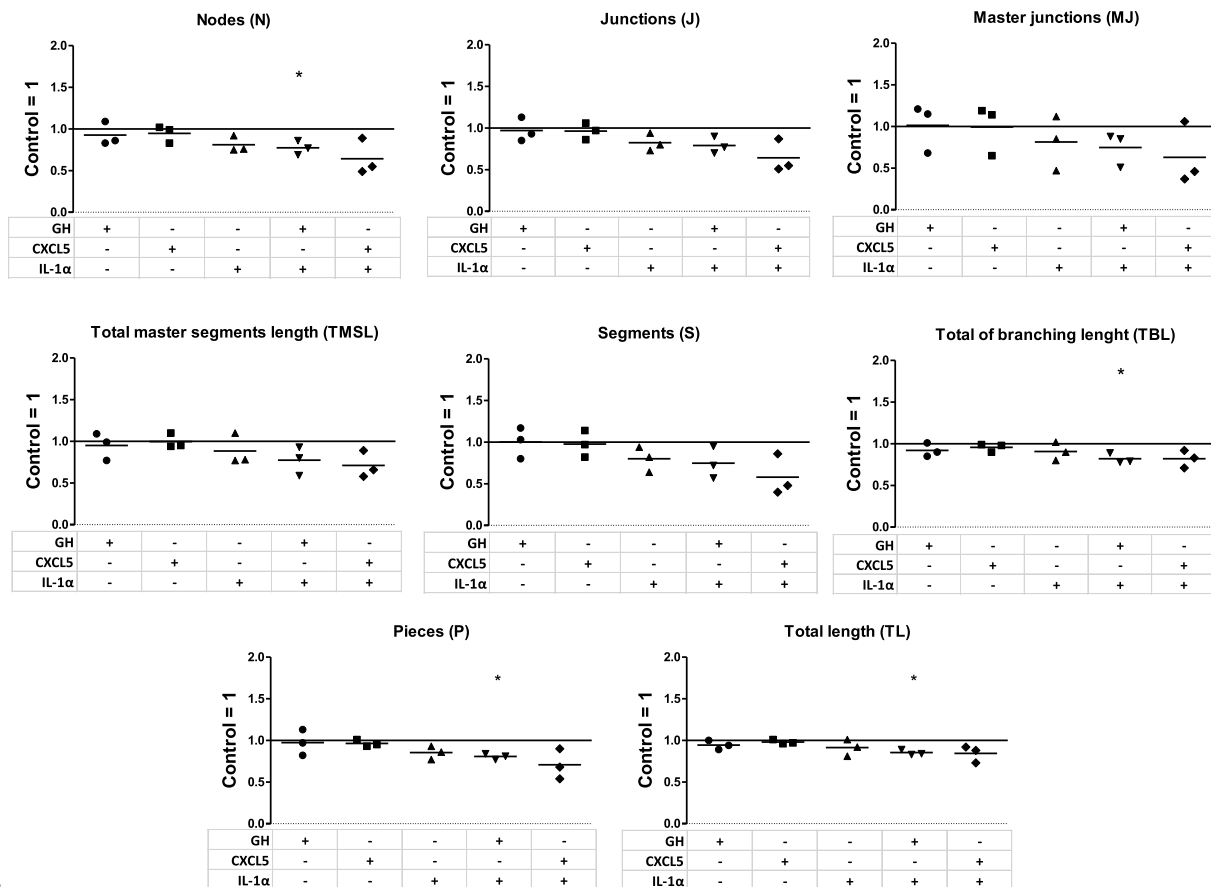 Nodes (N) Junctions (J) Master junctions (MJ)
2.0 2.0 2.0
1.5 * 1.5 1.5
Control = 1 Control = 1 Control = 1
1.0 1.0 1.0
0.5 0.5 0.5
0.0 0.0 0.0
GH + - - + - GH + - - + - GH + - - + -
CXCL5 - + - - + CXCL5 - + - - + CXCL5 - + - - +
IL-1α - - + + + IL-1α - - + + + IL-1α - - + + +
Total master segments length (TMSL) Segments (S) Total of branching lenght (TBL)
2.0 2.0 2.0 *
1.5 1.5 1.5
Control = 1 Control = 1 Control = 1
1.0 1.0 1.0
0.5 0.5 0.5
0.0 0.0 0.0
GH + - - + - GH + - - + - GH + - - + -
CXCL5 - + - - + CXCL5 - + - - + CXCL5 - + - - +
IL-1α - - + + + IL-1α - - + + + IL-1α - - + + +
Pieces (P) Total length (TL)
2.0 * 2.0 *
1.5 1.5
Control = 1 Control = 1
1.0 1.0
0.5 0.5
0.0 0.0
GH + - - + - GH + - - + -
CXCL5 - + - - + CXCL5 - + - - +
IL-1α - - + + + IL-1α - - + + +